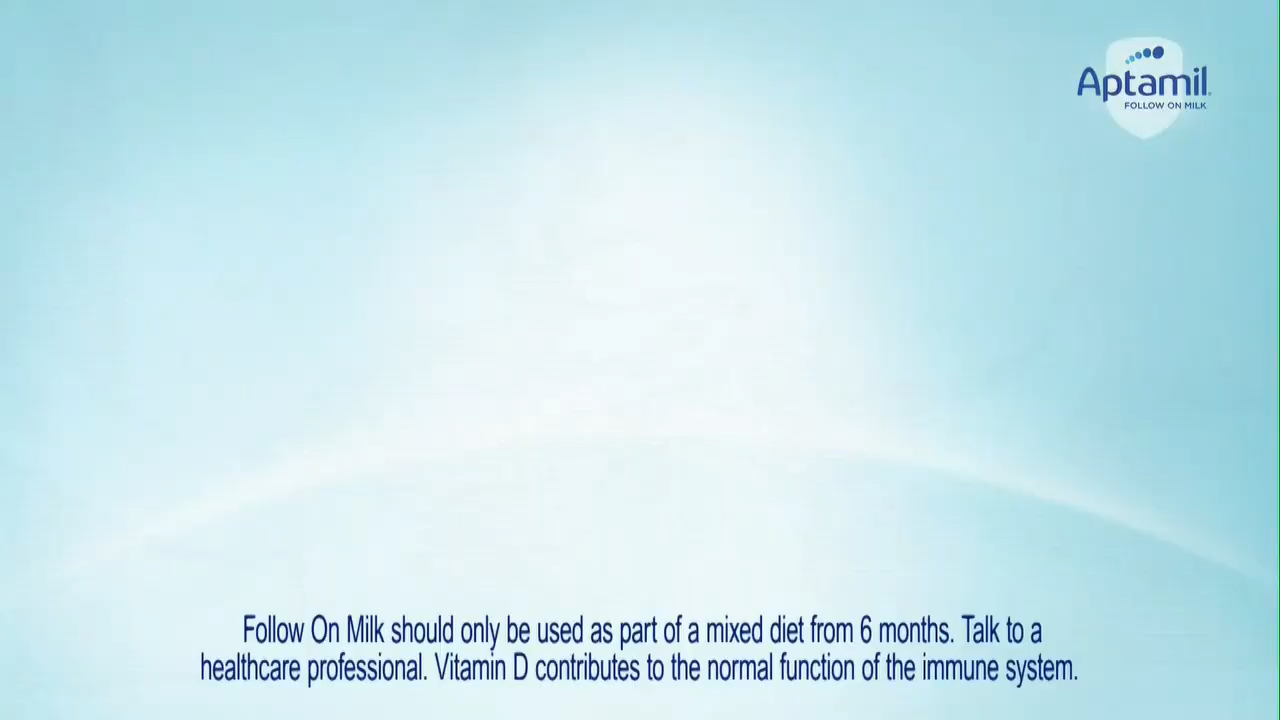 Aptamil
FOLLOW ON MILK
Follow On Milk should only be used as part of a mixed diet from 6 months. Talk to a
healthcare professional. Vitamin D contributes to the normal function of the immune system.